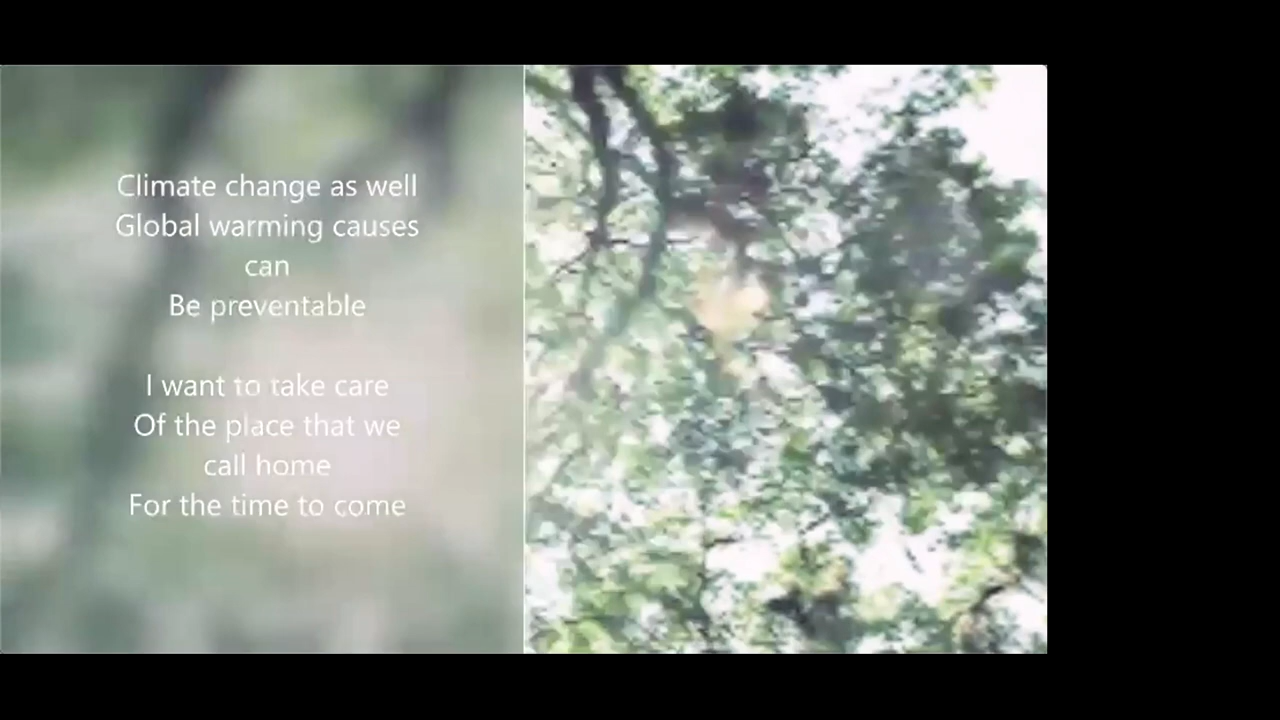 Climate change as well
Global warming causes
can
Be preventable
I want to take care
Of the place that we
call home
For the time to come